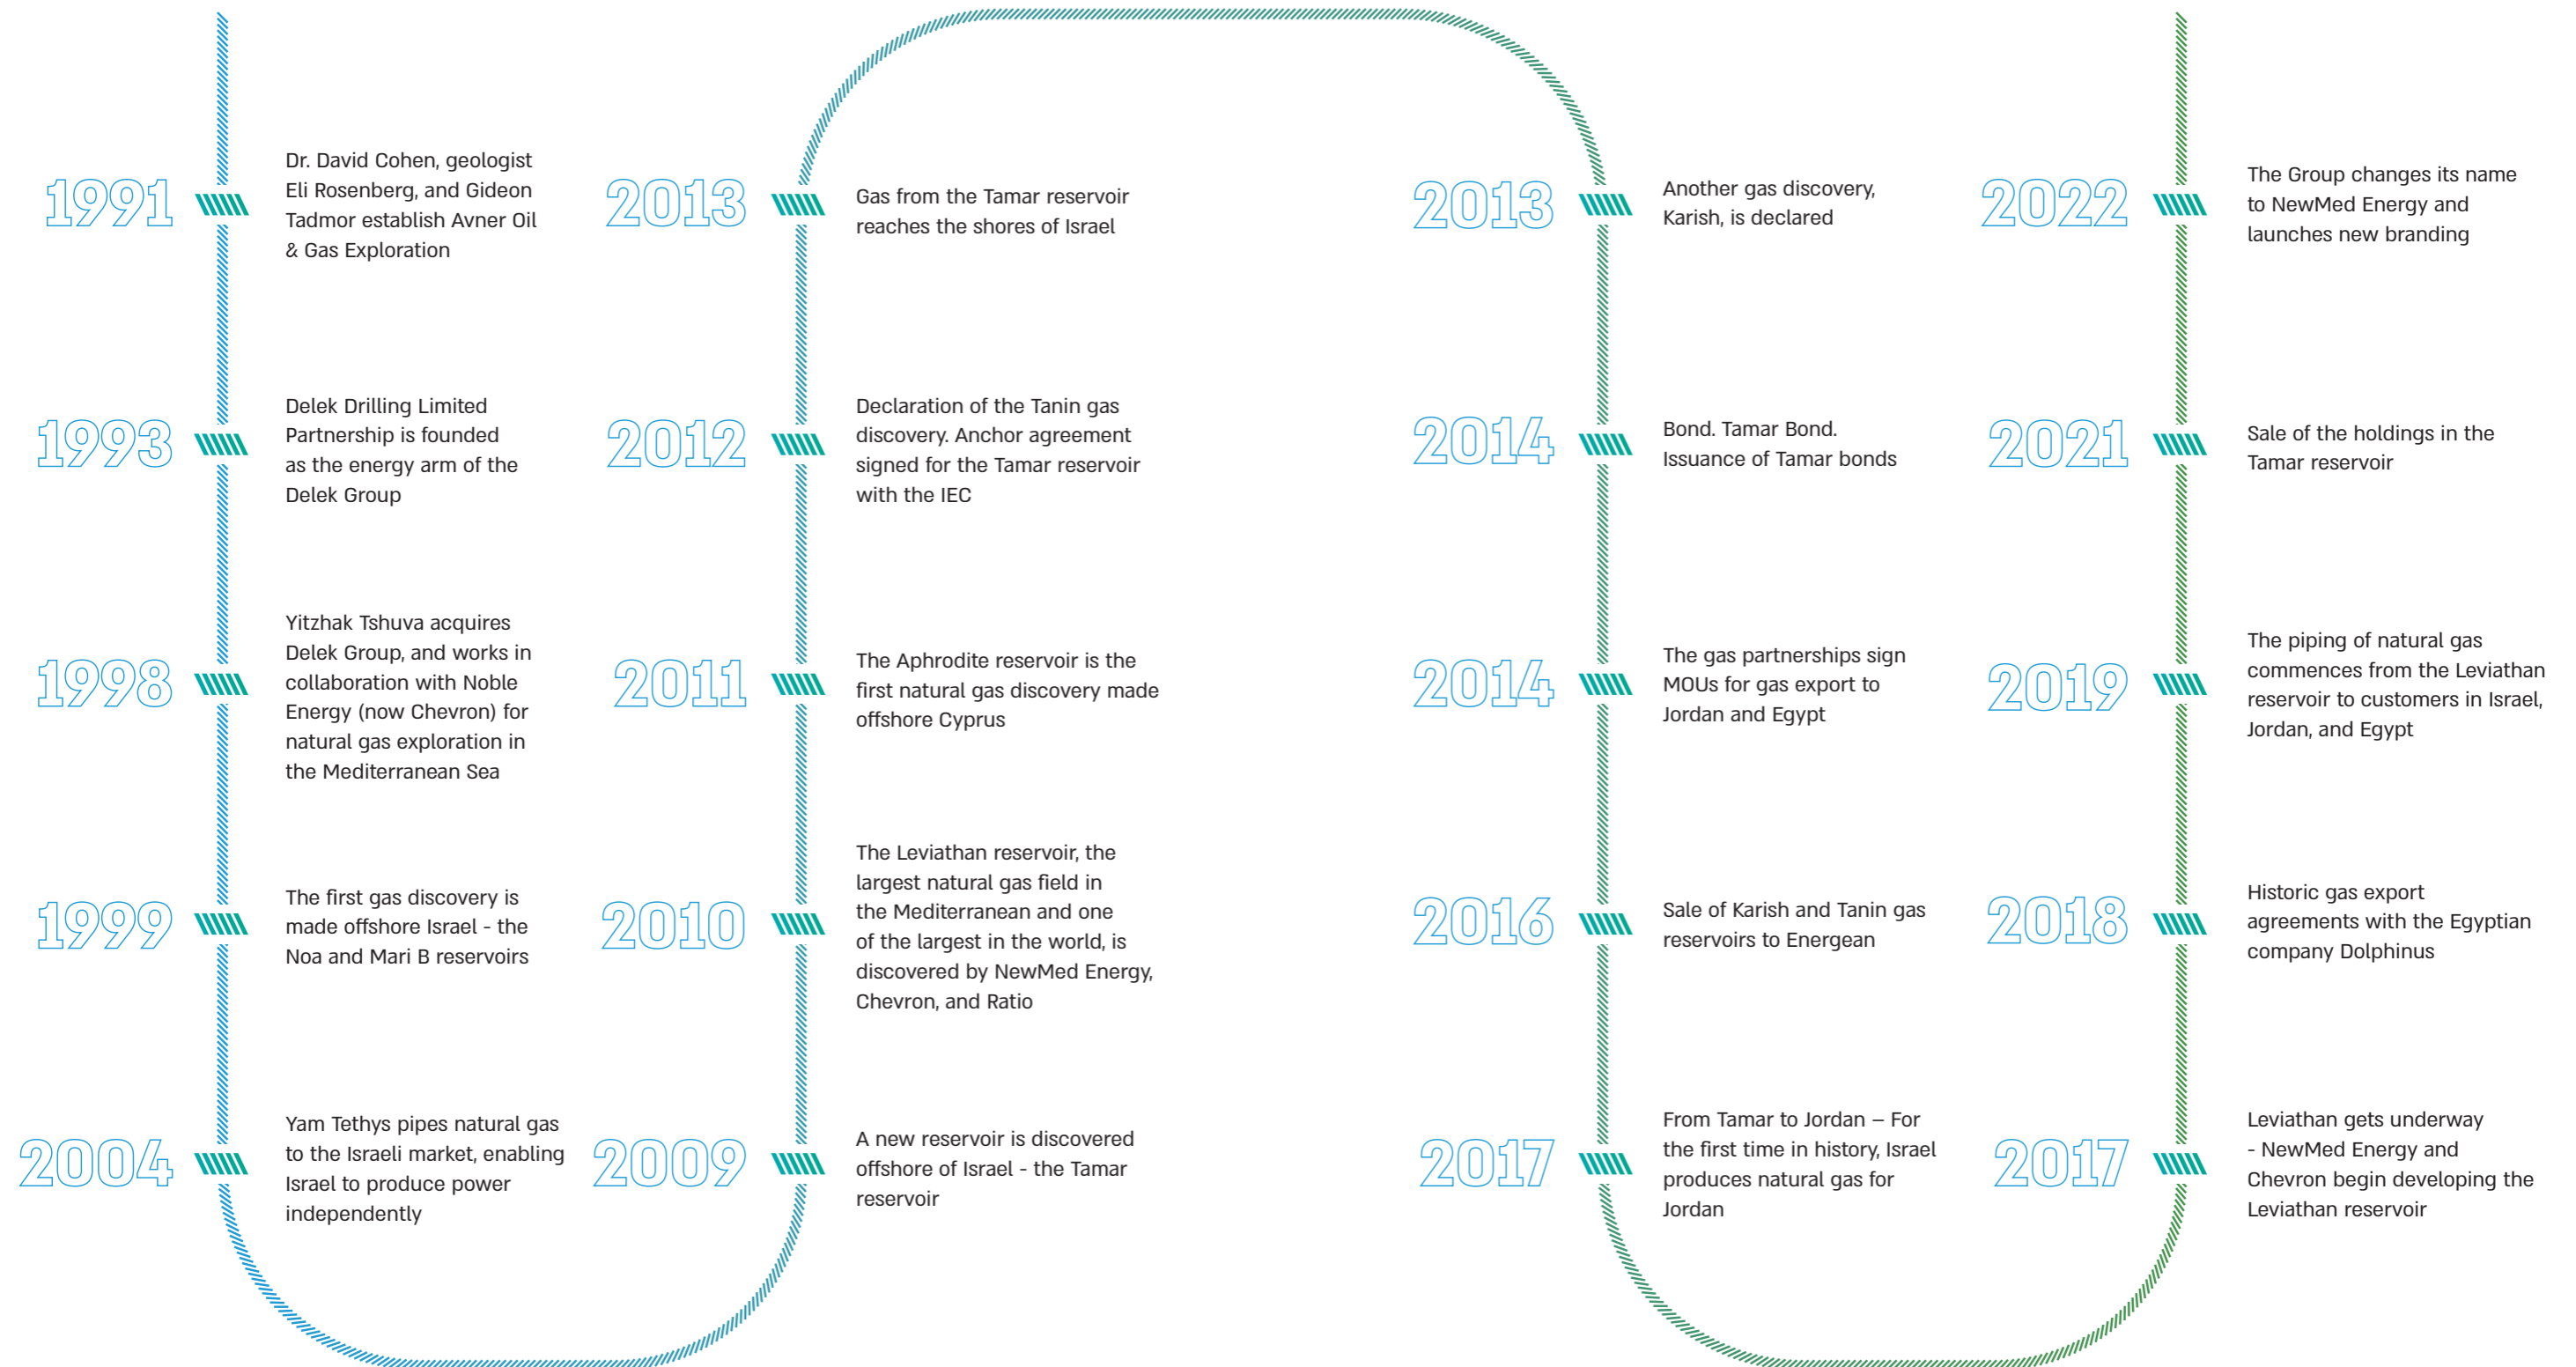 1991
Dr. David Cohen, geologist
Eli Rosenberg, and Gideon
Tadmor establish Avner Oil
& Gas Exploration
1993
Delek Drilling Limited
Partnership is founded
as the energy arm of the
Delek Group
1998
Yitzhak Tshuva acquires
Delek Group, and works in
collaboration with Noble
Energy (now Chevron) for
natural gas exploration in
the Mediterranean Sea
1999
The first gas discovery is
made offshore Israel - the
Noa and Mari B reservoirs
2004
Yam Tethys pipes natural gas
to the Israeli market, enabling
Israel to produce power
independently
2009
A new reservoir is discovered
offshore of Israel - the Tamar
reservoir
2010
The Leviathan reservoir, the
largest natural gas field in
the Mediterranean and one
of the largest in the world, is
discovered by NewMed Energy,
Chevron, and Ratio
2011
The Aphrodite reservoir is the
first natural gas discovery made
offshore Cyprus
2012
Declaration of the Tanin gas
discovery. Anchor agreement
signed for the Tamar reservoir
with the IEC
2013
Gas from the Tamar reservoir
reaches the shores of Israel
2013
Another gas discovery,
Karish, is declared
2014
Bond. Tamar Bond.
Issuance of Tamar bonds
2014
The gas partnerships sign
MOUs for gas export to
Jordan and Egypt
2016
Sale of Karish and Tanin gas
reservoirs to Energean
2017
From Tamar to Jordan – For
the first time in history, Israel
produces natural gas for
Jordan
2017
Leviathan gets underway
- NewMed Energy and
Chevron begin developing the
Leviathan reservoir
2018
Historic gas export
agreements with the Egyptian
company Dolphinus
2019
The piping of natural gas
commences from the Leviathan
reservoir to customers in Israel,
Jordan, and Egypt
2021
Sale of the holdings in the
Tamar reservoir
2022
The Group changes its name
to NewMed Energy and
launches new branding